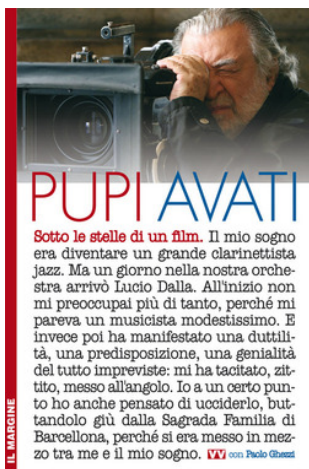 PUPI AVATI
Sotto le stelle di un film. Il mio sogno
era diventare un grande clarinettista
jazz. Ma un giorno nella nostra orche-
stra arrivò Lucio Dalla. All'inizio non
mi preoccupai più di tanto, perché mi
pareva un musicista modestissimo. E
invece poi ha manifestato una duttili-
tà, una predisposizione, una genialità
del tutto impreviste: mi ha tacitato, zit-
tito, messo all'angolo. Io a un certo pun-
to ho anche pensato di ucciderlo, but-
tandolo giù dalla Sagrada Familia di
Barcellona, perché si era messo in mez-
zo tra me e il mio sogno. VV con Paolo Ghezzi
IL MARGINE